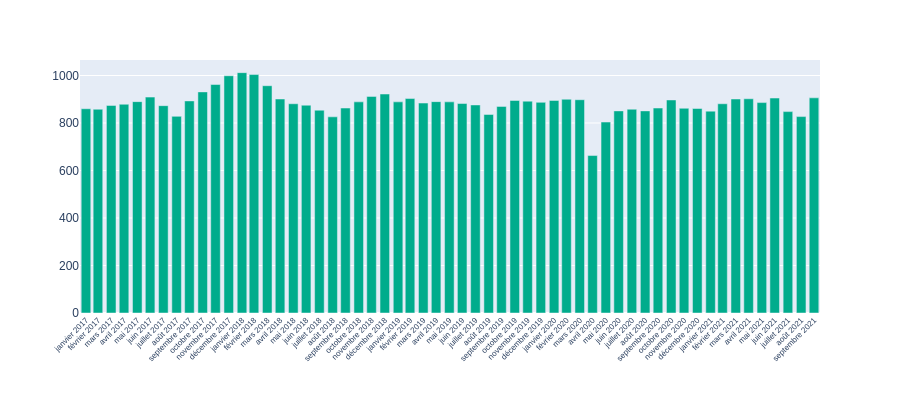 1000
800
600
400
200
0
janvier 2017
février 2017
mars 2017
avril 2017
mai 2017
juin 2017
juillet 2017
août 2017
septembre 2017
octobre 2017
novembre 2017
décembre 2017
janvier 2018
février 2018
mars 2018
avril 2018
mai 2018
juin 2018
juillet 2018
août 2018
septembre 2018
octobre 2018
novembre 2018
décembre 2018
janvier 2019
février 2019
mars 2019
avril 2019
mai 2019
juin 2019
juillet 2019
août 2019
septembre 2019
octobre 2019
novembre 2019
décembre 2019
janvier 2020
février 2020
mars 2020
avril 2020
mai 2020
juin 2020
juillet 2020
août 2020
septembre 2020
octobre 2020
novembre 2020
décembre 2020
janvier 2021
février 2021
mars 2021
avril 2021
mai 2021
juin 2021
juillet 2021
août 2021
septembre 2021